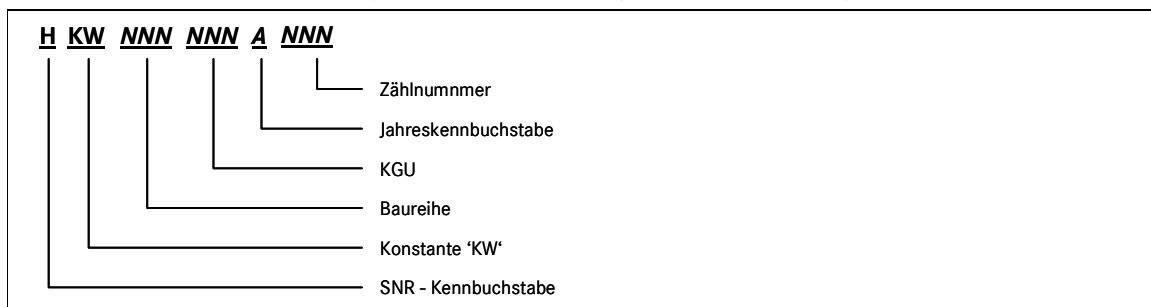 H KW NNN NNN A NNN
Zählnumnmer
Jahreskennbuchstabe
KGU
Baureihe
Konstante ‘KW‘
SNR - Kennbuchstabe